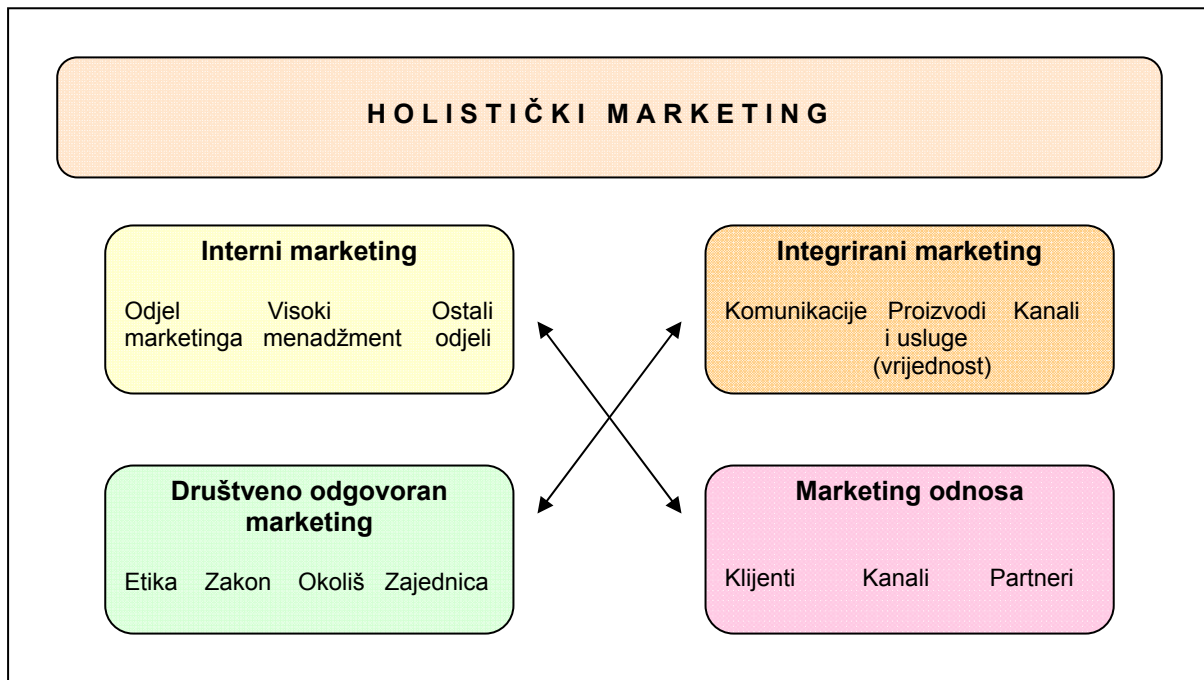 HOLISTIČKI MARKETING
Interni marketing
Odjel Visoki Ostali
marketinga menadžment odjeli
Integrirani marketing
Komunikacije Proizvodi Kanali
i usluge
(vrijednost)
Društveno odgovoran
marketing
Etika Zakon Okoliš Zajednica
Marketing odnosa
Klijenti Kanali Partneri